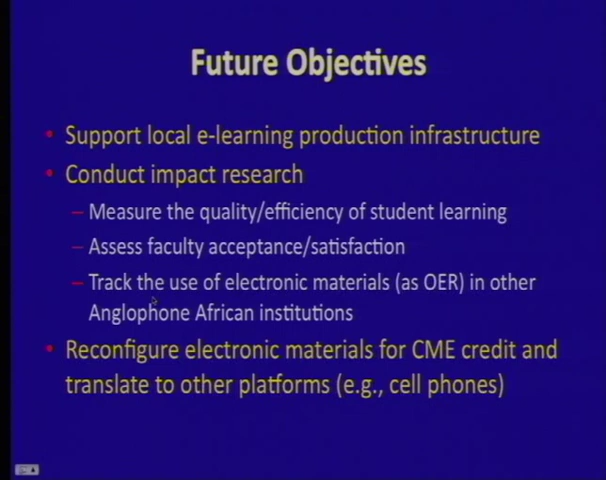 Future Objectives
• Support local e-learning production infrastructure
• Conduct impact research
– Measure the quality/efficiency of student learning
– Assess faculty acceptance/satisfaction
– Track the use of electronic materials (as OER) in other
Anglophone African institutions
• Reconfigure electronic materials for CME credit and
translate to other platforms (e.g., cell phones)